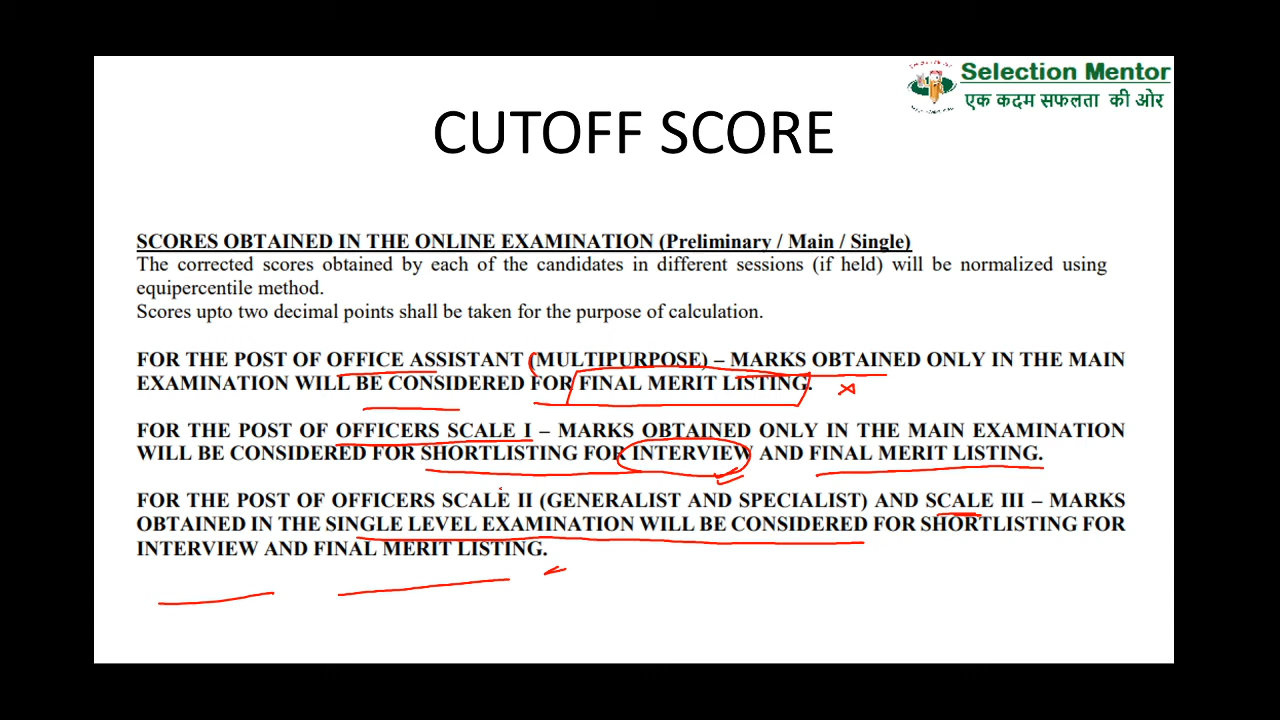 Selection Mentor
एक कदम सफलता की ओर
CUTOFF SCORE
SCORES OBTAINED IN THE ONLINE EXAMINATION (Preliminary / Main / Single)
The corrected scores obtained by each of the candidates in different sessions (if held) will be normalized using
equipercentile method.
Scores upto two decimal points shall be taken for the purpose of calculation.
FOR THE POST OF OFFICE ASSISTANT (MULTIPURPOSE) – MARKS OBTAINED ONLY IN THE MAIN
EXAMINATION WILL BE CONSIDERED FOR FINAL MERIT LISTING.
FOR THE POST OF OFFICERS SCALE I – MARKS OBTAINED ONLY IN THE MAIN EXAMINATION
WILL BE CONSIDERED FOR SHORTLISTING FOR INTERVIEW AND FINAL MERIT LISTING.
FOR THE POST OF OFFICERS SCALE II (GENERALIST AND SPECIALIST) AND SCALE III – MARKS
OBTAINED IN THE SINGLE LEVEL EXAMINATION WILL BE CONSIDERED FOR SHORTLISTING FOR
INTERVIEW AND FINAL MERIT LISTING.